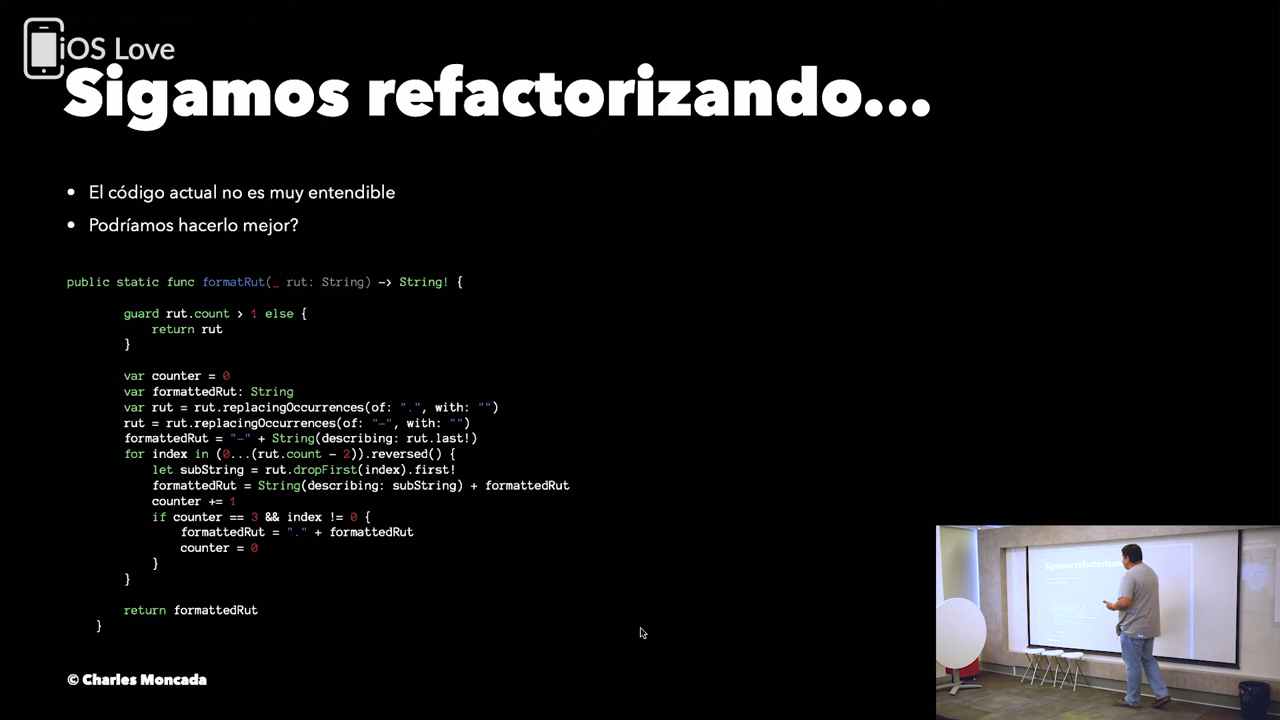 iOS Love
Sigamos refactorizando...
• El código actual no es muy entendible
• Podríamos hacerlo mejor?
public static func formatRut(_ rut: String) -> String! {
guard rut.count > 1 else {
return rut
}
var counter = 0
var formattedRut: String
var rut = rut.replacingOccurrences(of: ".", with: "")
rut = rut.replacingOccurrences(of: "-", with: "")
formattedRut = "-" + String(describing: rut.last!)
for index in (0...(rut.count - 2)).reversed() {
let subString = rut.dropFirst(index).first!
formattedRut = String(describing: subString) + formattedRut
counter += 1
if counter == 3 && index != 0 {
formattedRut = "." + formattedRut
counter = 0
}
}
return formattedRut
}
© Charles Moncada
Sigamos refactoriza